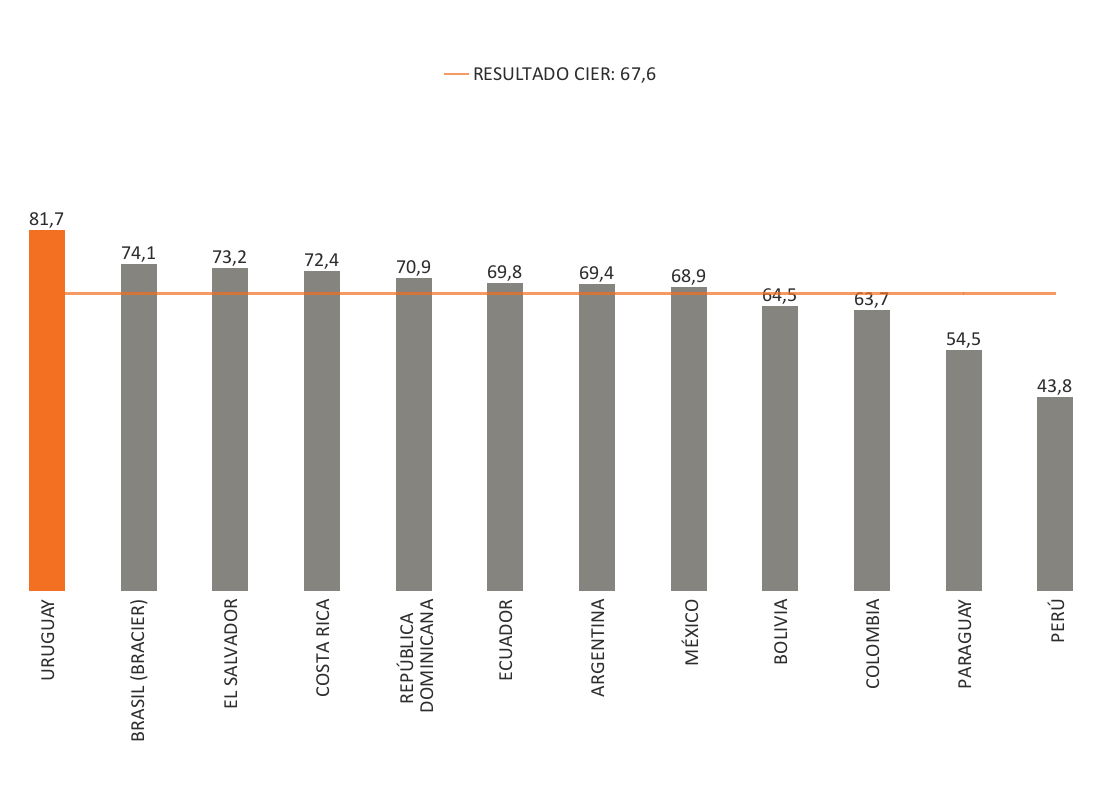 RESULTADO CIER: 67,6
81,7
74,1
73,2
72,4
70,9
69,8
69,4
68,9
64,5
63,7
54,5
43,8
URUGUAY
BRASIL (BRACIER)
EL SALVADOR
COSTA RICA
REPÚBLICA
DOMINICANA
ECUADOR
ARGENTINA
MÉXICO
BOLIVIA
COLOMBIA
PARAGUAY
PERÚ